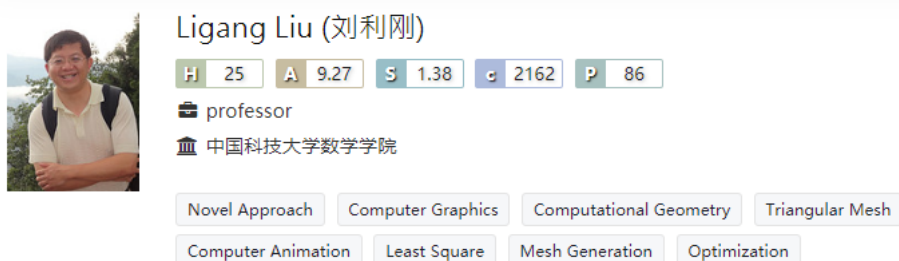 Ligang Liu (刘利刚)
H 25 A 9.27 S 1.38 c 2162 P 86
professor
中国科技大学数学学院
Novel Approach Computer Graphics Computational Geometry Triangular Mesh
Computer Animation Least Square Mesh Generation Optimization